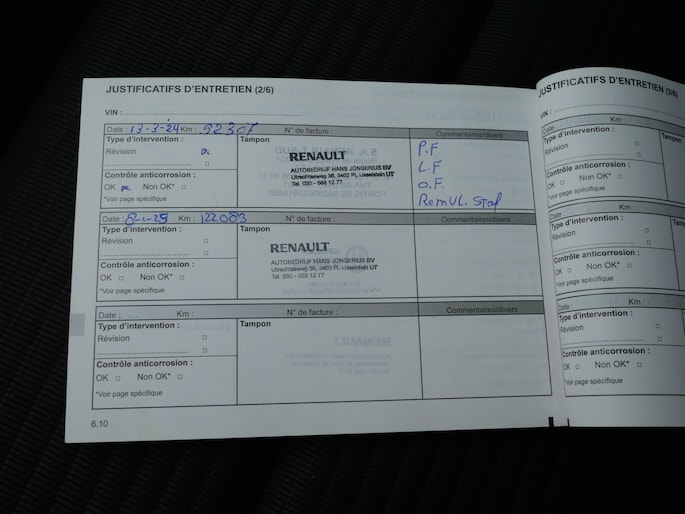 JUSTIFICATIFS D'ENTRETIEN (2/6)
VIN :
Date : 13-3-'24 Km : 92307 N° de facture : Commentaires/divers
Type d'intervention :
Révision
Tampon
RENAULT
AUTOBEDRIJF HANS JONGERIUS BV
Utrechtseweg 36, 3402 PL IJsselstein UT
Tel. 030 - 688 12 77
P.F
L.F
O.F
RemVL. Stof
Contrôle anticorrosion :
OK Non OK*
*Voir page spécifique
Date : Km : 122083 N° de facture : Commentaires/divers
Type d'intervention :
Révision
Tampon
RENAULT
AUTOBEDRIJF HANS JONGERIUS BV
Utrechtseweg 36, 3402 PL IJsselstein UT
Tel. 030 - 688 12 77
Contrôle anticorrosion :
OK Non OK*
*Voir page spécifique
Date : Km : N° de facture : Commentaires/divers
Type d'intervention :
Révision
Tampon
Contrôle anticorrosion :
OK Non OK*
*Voir page spécifique
6.10
JUSTIFICATIFS D'ENTRETIEN (3/6)
VIN :
Date : Km :
Type d'intervention :
Révision
Contrôle anticorrosion :
OK Non OK*
*Voir page spécifique
Date : Km :
Type d'intervention :
Révision
Contrôle anticorrosion :
OK Non OK*
*Voir page spécifique
Date : Km :
Type d'intervention :
Révision
Contrôle anticorrosion :
OK Non OK*
*Voir page spécifique